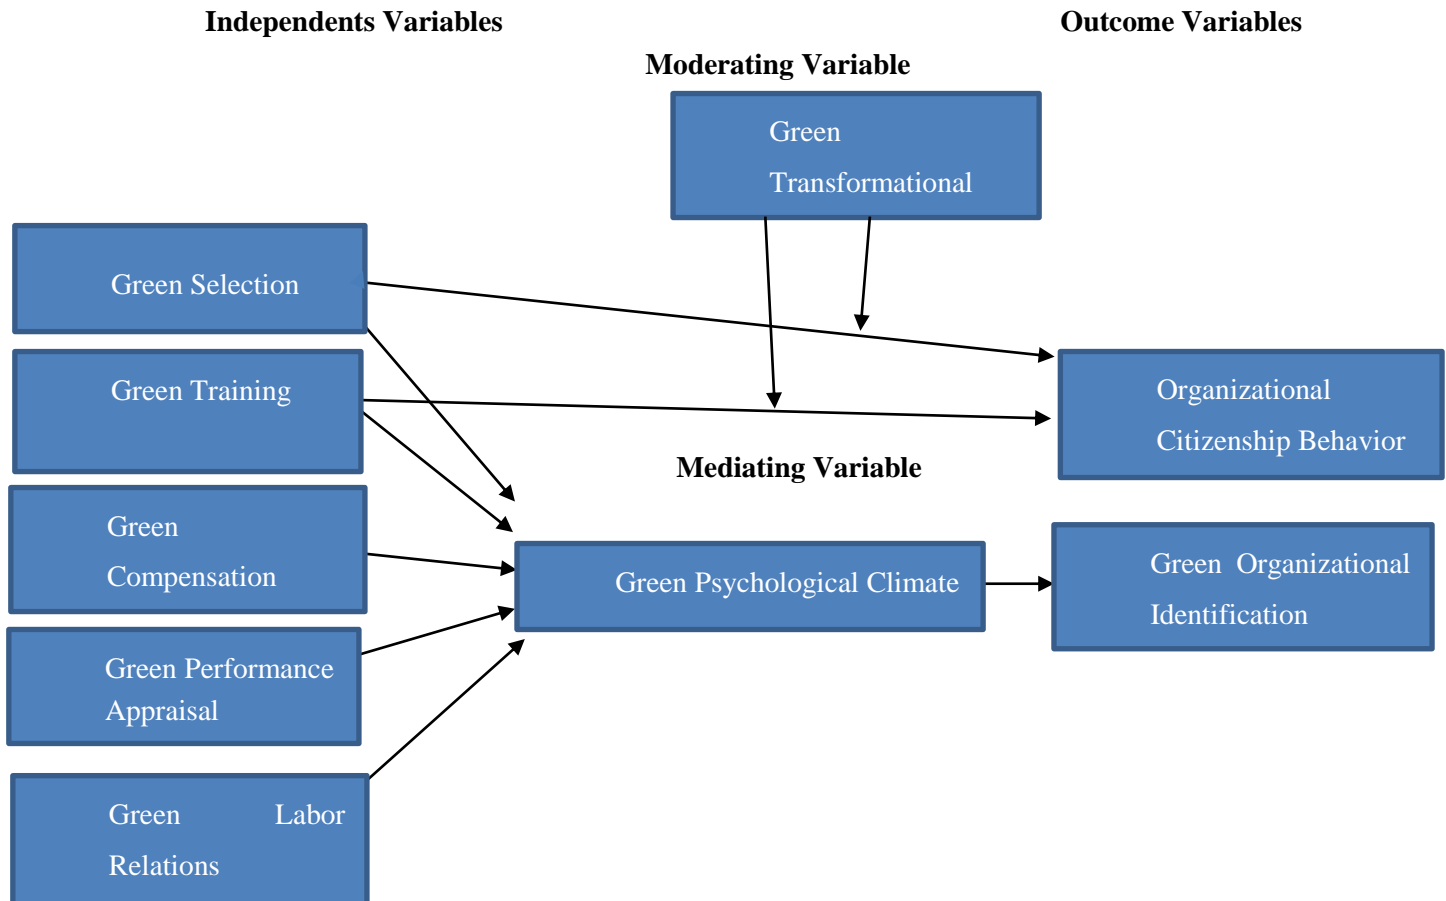 Independents Variables
Outcome Variables
Moderating Variable
Green
Transformational
Green Selection
Green Training
Organizational
Citizenship Behavior
Mediating Variable
Green
Compensation
Green Psychological Climate
Green Organizational
Identification
Green Performance
Appraisal
Green Labor
Relations